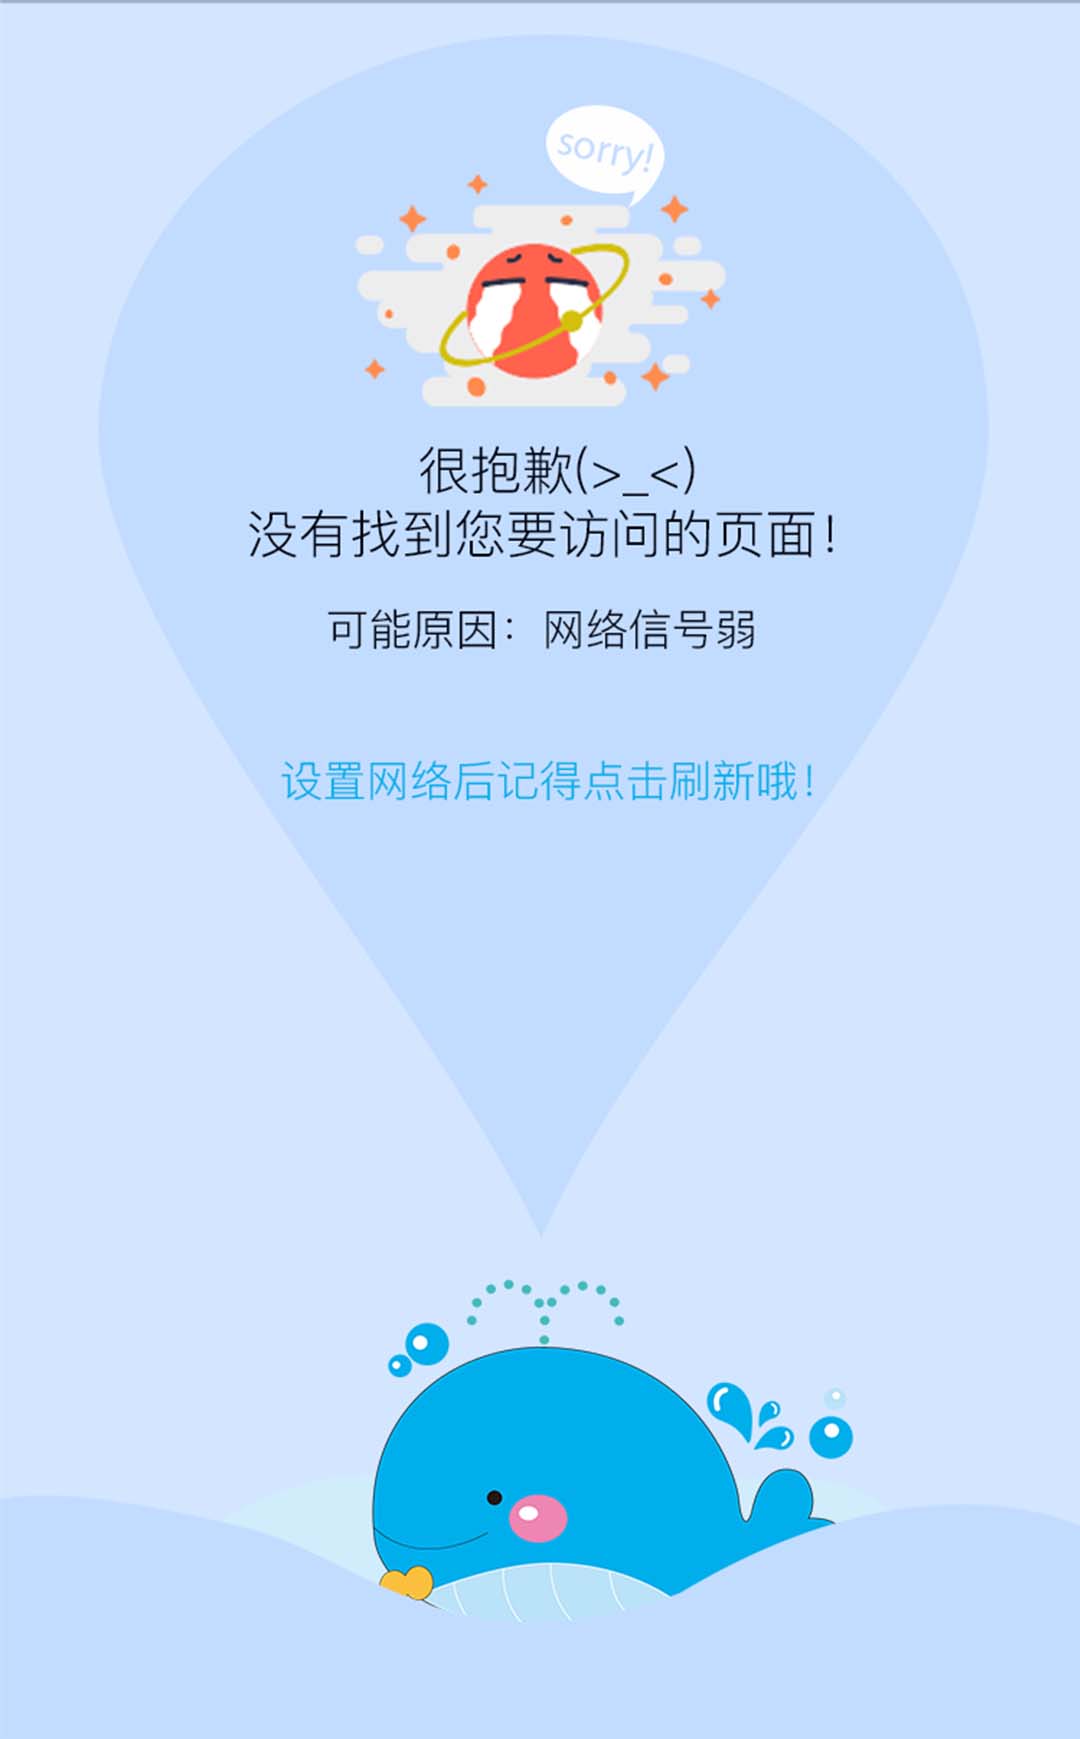 sorry!
很抱歉(>_<)
没有找到您要访问的页面！
可能原因：网络信号弱
设置网络后记得点击刷新哦！